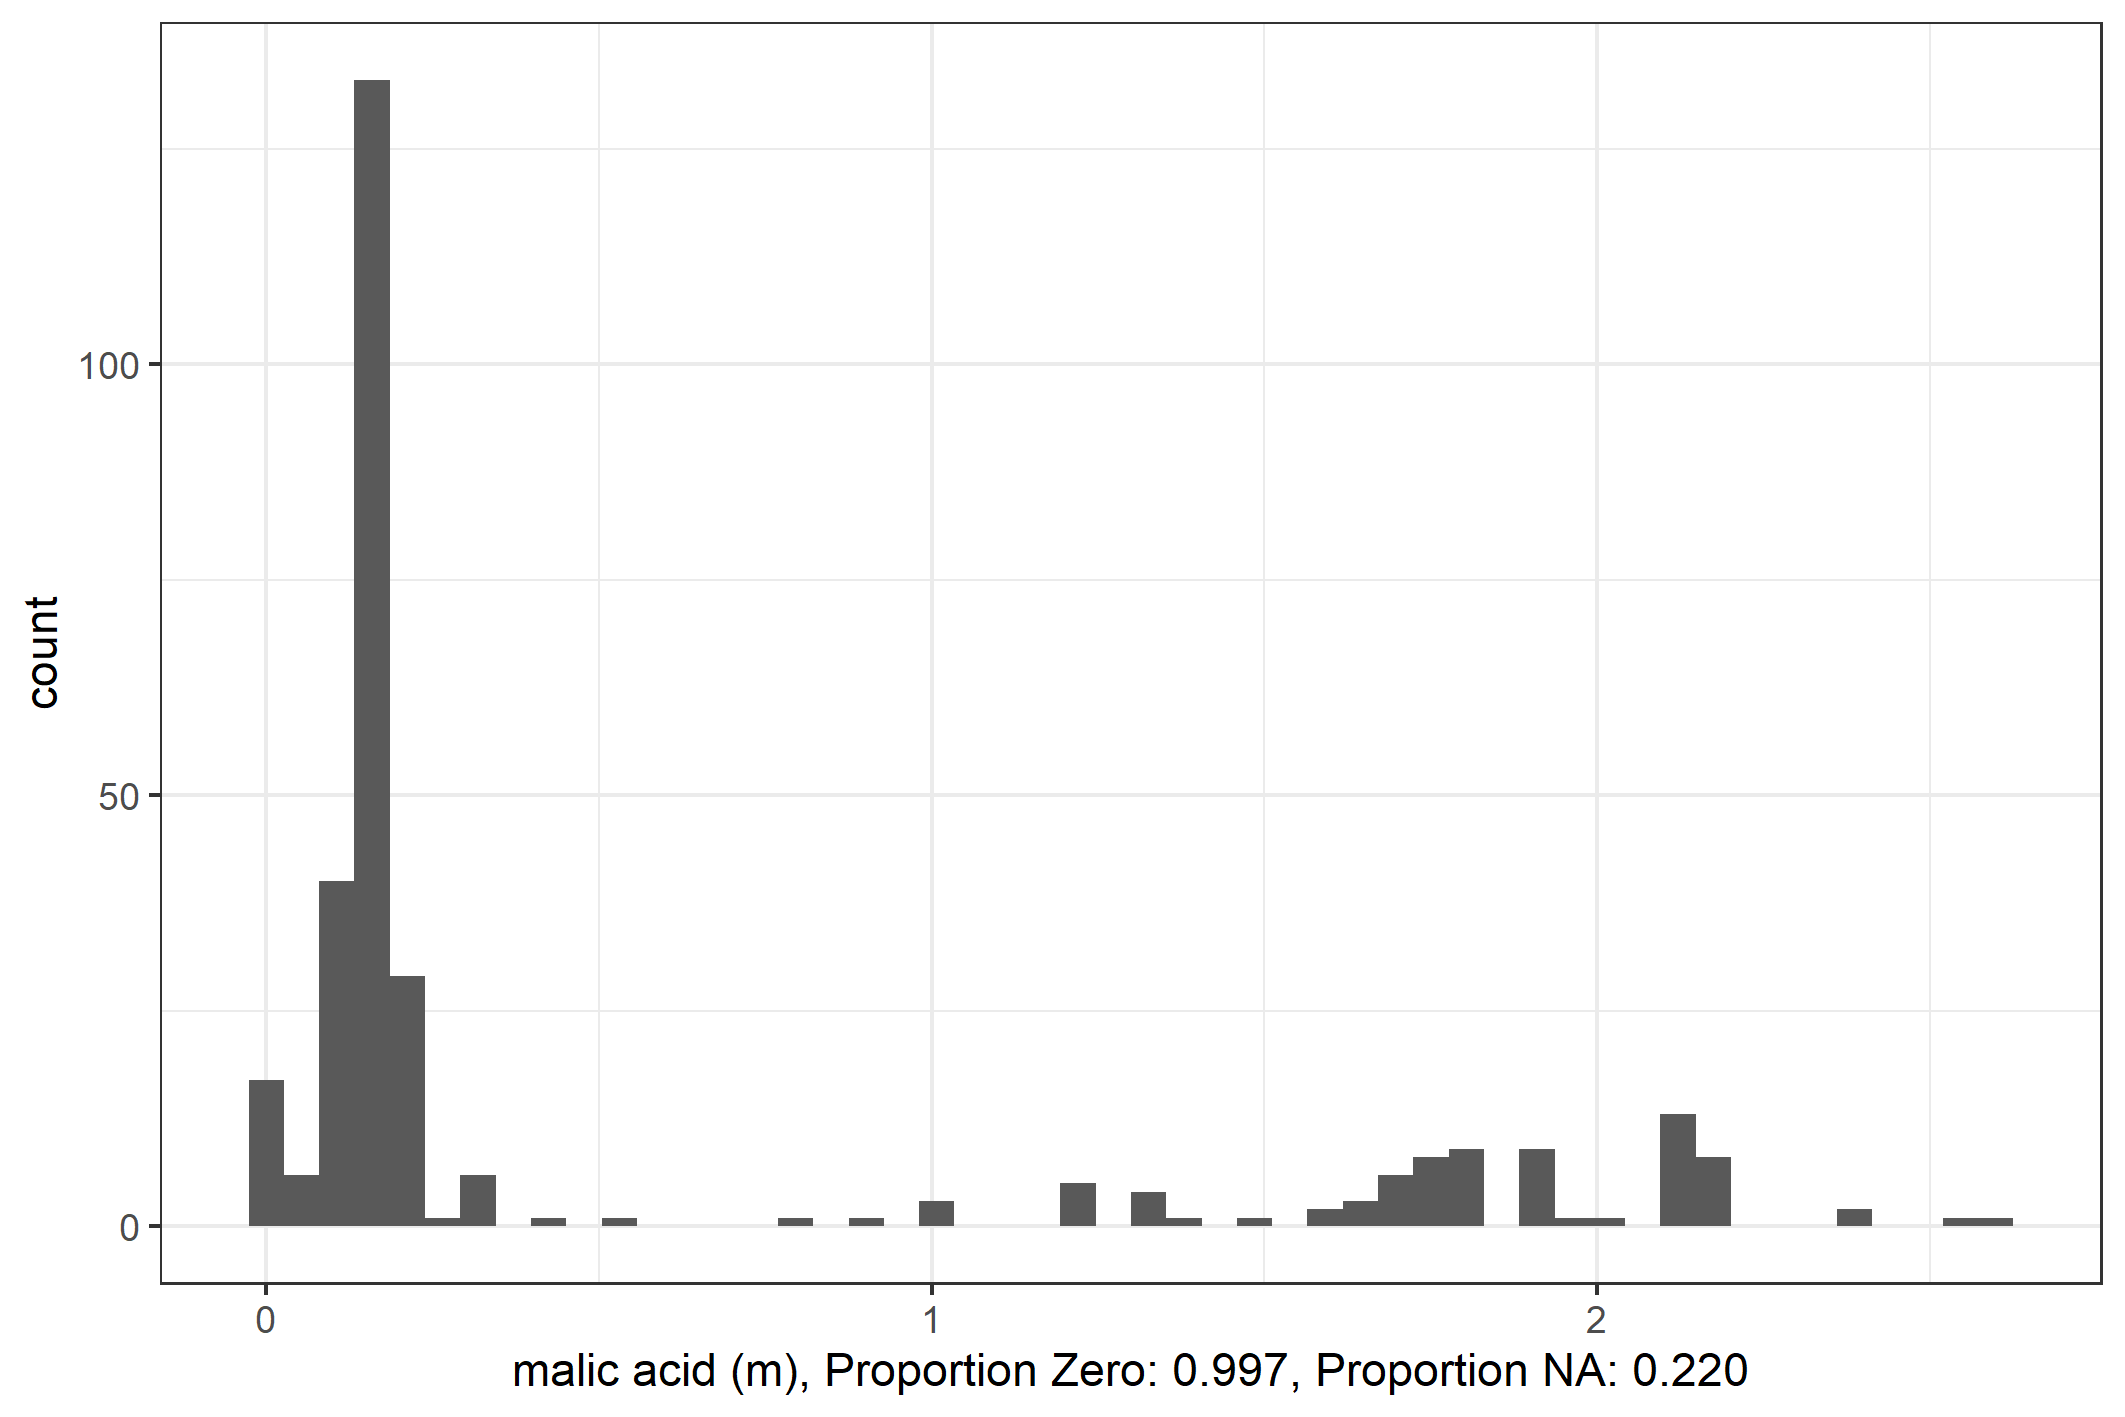 count
100
50
0
0 1 2
malic acid (m), Proportion Zero: 0.997, Proportion NA: 0.220